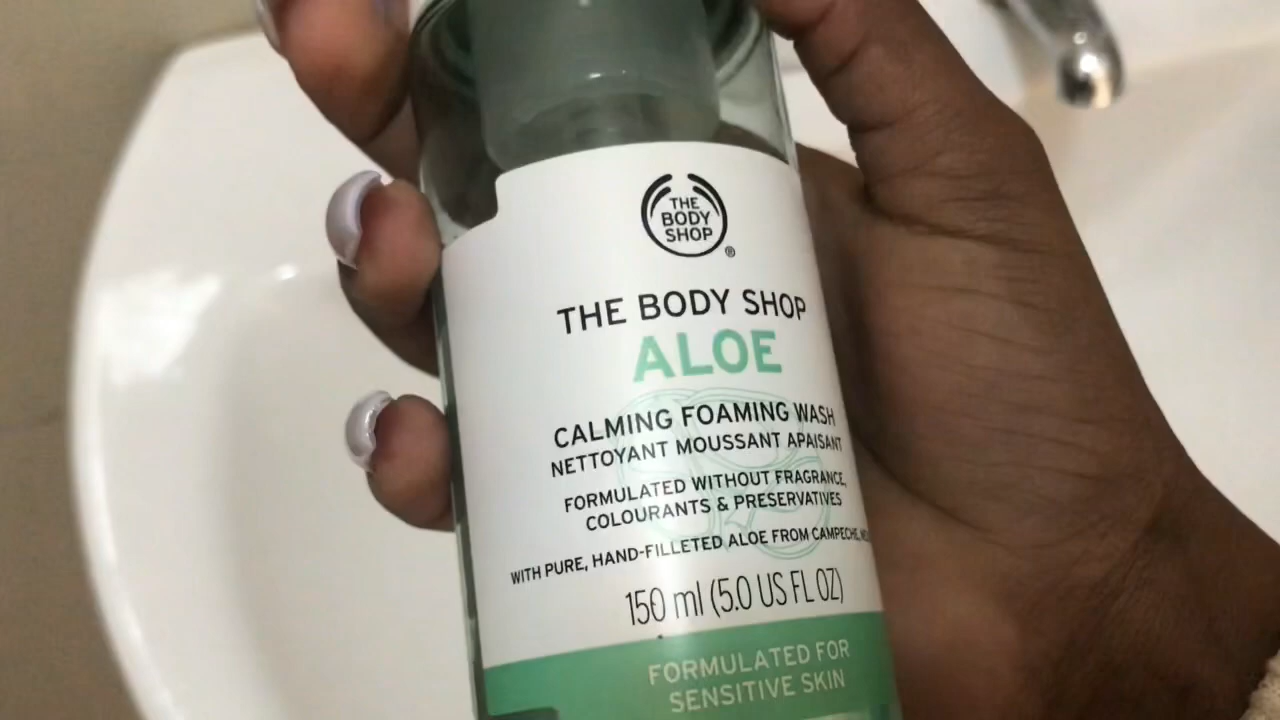 THE
BODY
SHOP
®
THE BODY SHOP
ALOE
CALMING FOAMING WASH
NETTOYANT MOUSSANT APAISANT
FORMULATED WITHOUT FRAGRANCE,
COLOURANTS & PRESERVATIVES
WITH PURE, HAND-FILLETED ALOE FROM CAMPECHE,
150 ml (5.0 US FL OZ)
FORMULATED FOR
SENSITIVE SKIN